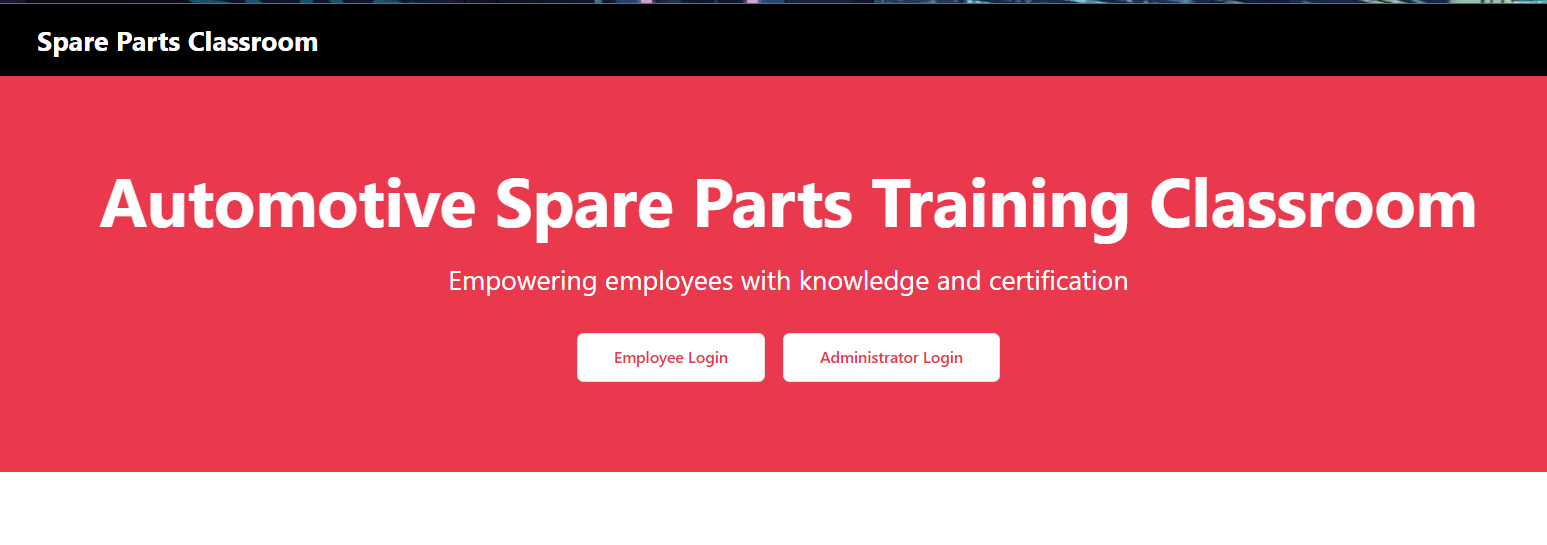 Spare Parts Classroom
Automotive Spare Parts Training Classroom
Empowering employees with knowledge and certification
Employee Login
Administrator Login